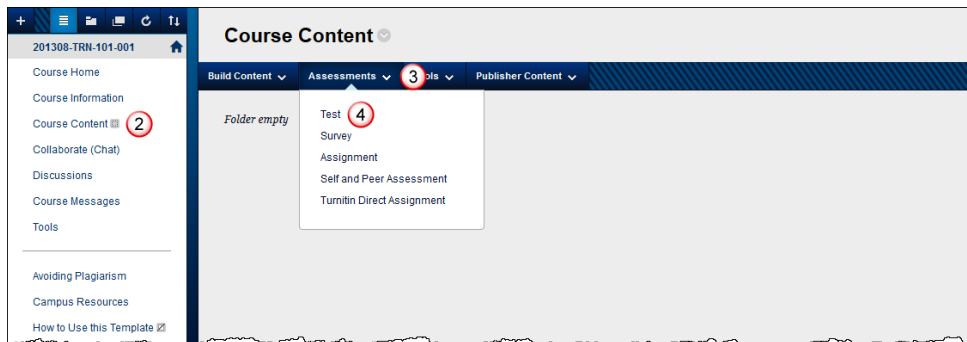 201308-TRN-101-001
Course Home
Course Information
Course Content 2
Collaborate (Chat)
Discussions
Course Messages
Tools
Avoiding Plagiarism
Campus Resources
How to Use this Template
Course Content
Build Content Assessments 3 ols Publisher Content
Folder empty
Test 4
Survey
Assignment
Self and Peer Assessment
Turnitin Direct Assignment